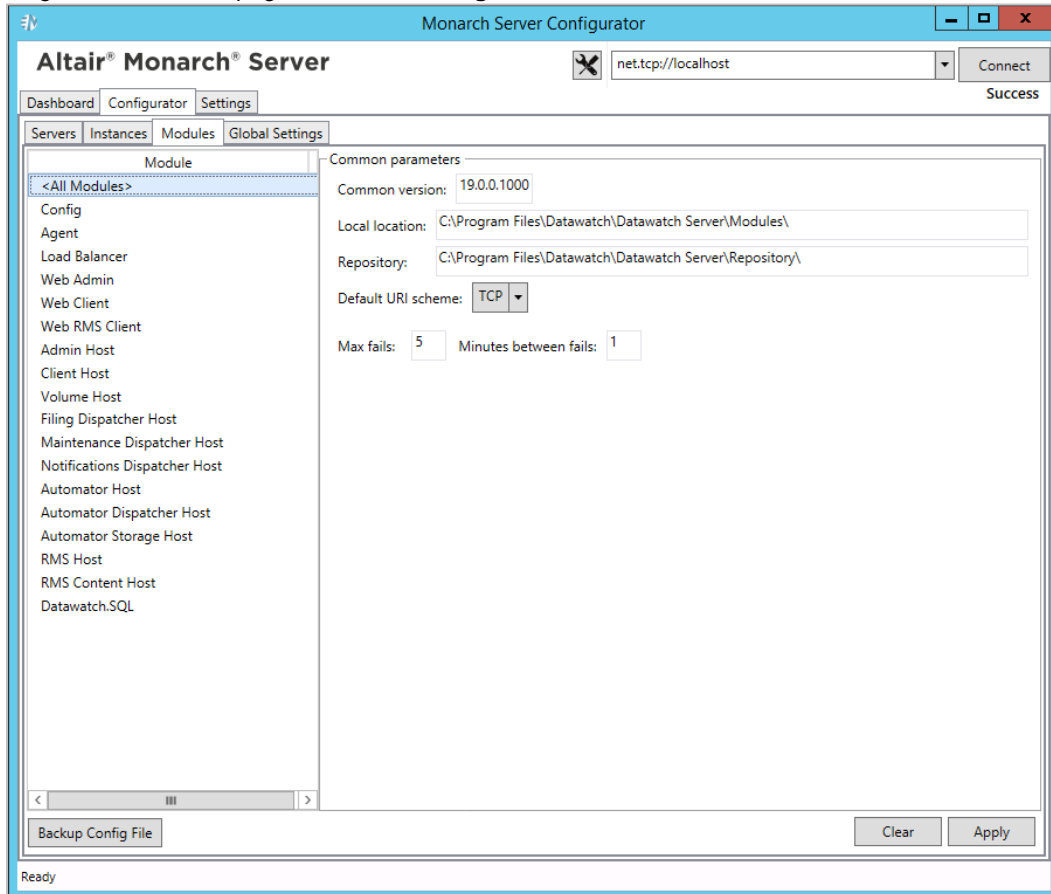 Monarch Server Configurator
Altair® Monarch® Server
net.tcp://localhost
Connect
Success
Dashboard Configurator Settings
Servers Instances Modules Global Settings
Module
<All Modules>
Config
Agent
Load Balancer
Web Admin
Web Client
Web RMS Client
Admin Host
Client Host
Volume Host
Filing Dispatcher Host
Maintenance Dispatcher Host
Notifications Dispatcher Host
Automator Host
Automator Dispatcher Host
Automator Storage Host
RMS Host
RMS Content Host
Datawatch.SQL
Common parameters
Common version: 19.0.0.1000
Local location: C:\Program Files\Datawatch\Datawatch Server\Modules\
Repository: C:\Program Files\Datawatch\Datawatch Server\Repository\
Default URI scheme: TCP
Max fails: 5 Minutes between fails: 1
Backup Config File
Clear
Apply
Ready